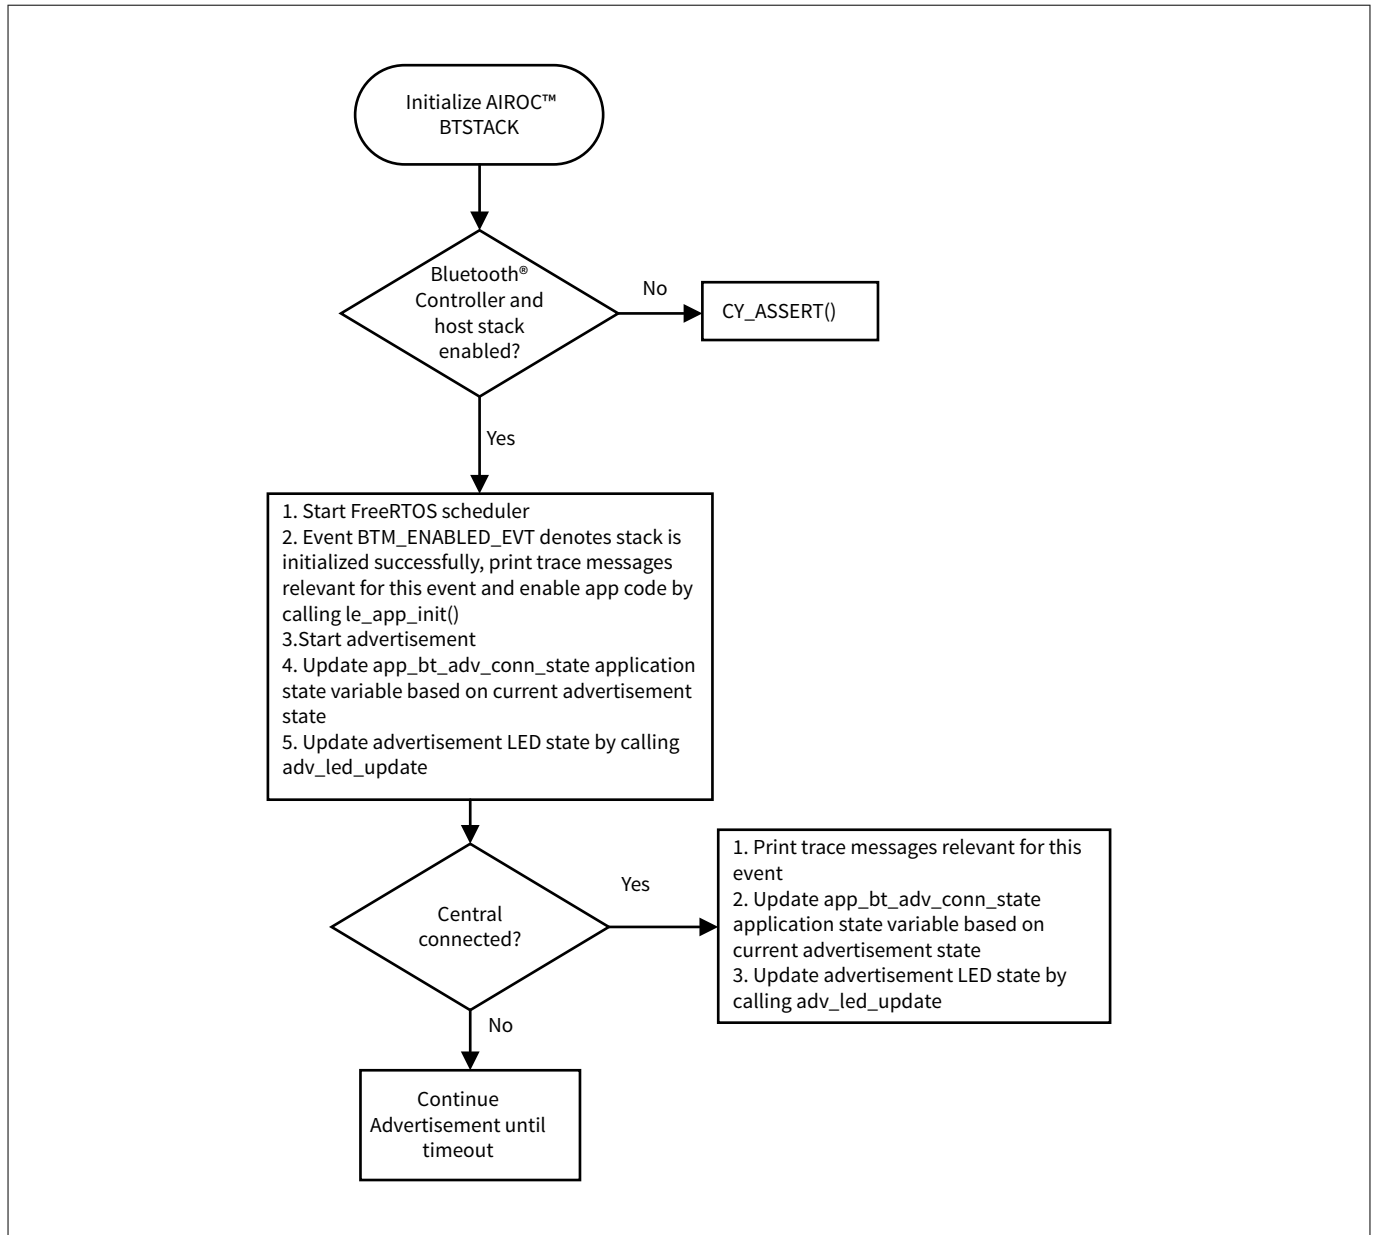 Initialize AIROC™
BTSTACK
Bluetooth®
Controller and
host stack
enabled?
No
CY_ASSERT()
Yes
1. Start FreeRTOS scheduler
2. Event BTM_ENABLED_EVT denotes stack is
initialized successfully, print trace messages
relevant for this event and enable app code by
calling le_app_init()
3.Start advertisement
4. Update app_bt_adv_conn_state application
state variable based on current advertisement
state
5. Update advertisement LED state by calling
adv_led_update
Central
connected?
Yes
1. Print trace messages relevant for this
event
2. Update app_bt_adv_conn_state
application state variable based on
current advertisement state
3. Update advertisement LED state by
calling adv_led_update
No
Continue
Advertisement until
timeout